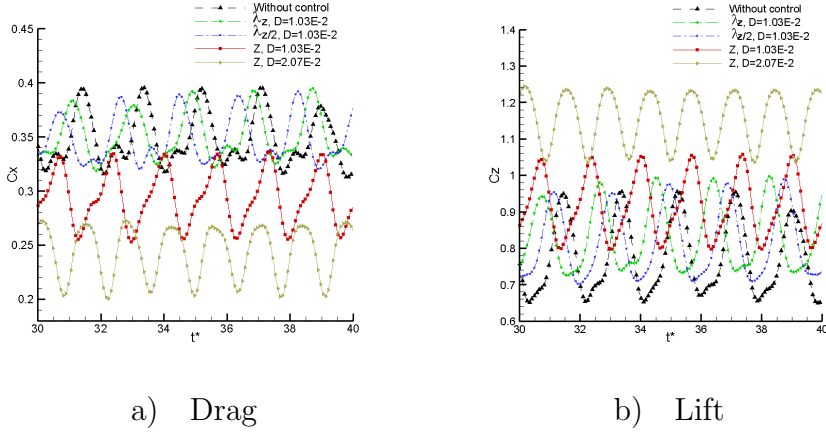 Without control
λz, D=1.03E-2
λz/2, D=1.03E-2
Z, D=1.03E-2
Z, D=2.07E-2
0.45
0.4
0.35
0.3
0.25
0.2
Cx
30 32 34 36 38 40
t*
a) Drag
Without control
λz, D=1.03E-2
λz/2, D=1.03E-2
Z, D=1.03E-2
Z, D=2.07E-2
1.4
1.3
1.2
1.1
1
0.9
0.8
0.7
0.6
Cz
30 32 34 36 38 40
t*
b) Lift